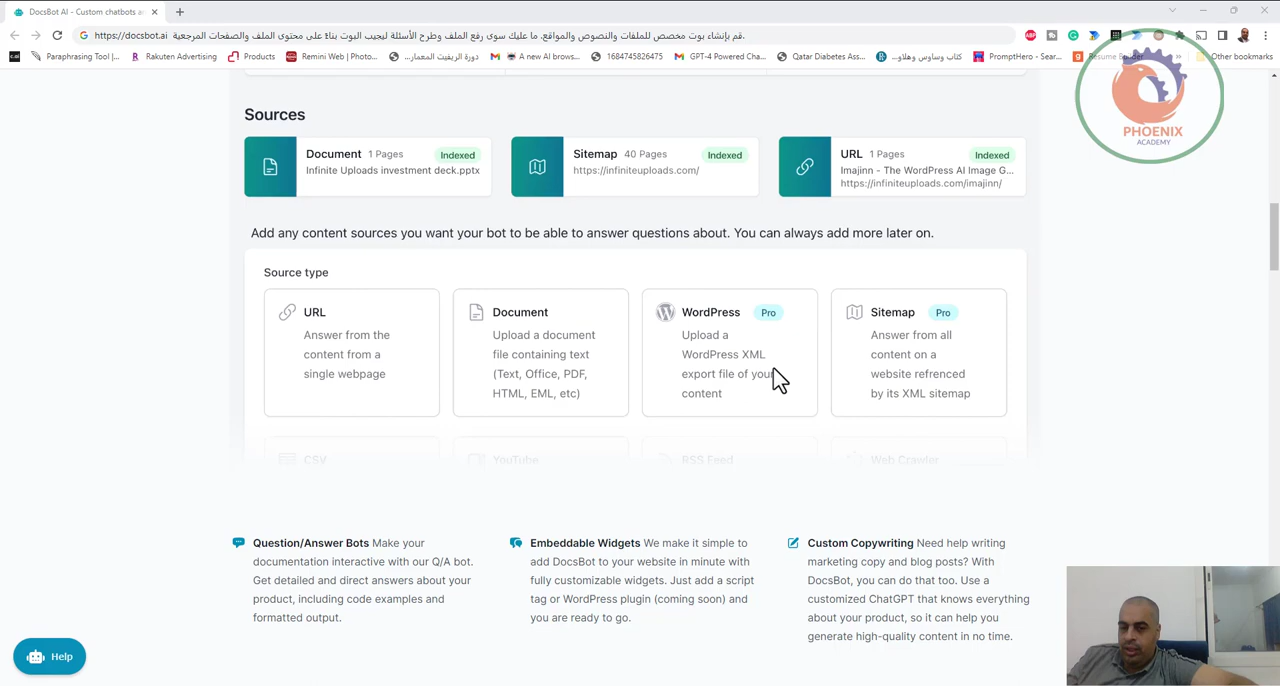 DocsBot AI - Custom chatbots a
https://docsbot.ai قم بإنشاء بوت مخصص للملفات والنصوص والمواقع، ما عليك سوى رفع الملف وطرح الأسئلة ليجيب البوت بناءً على محتوى الملف والصفحات المرجعية.
Paraphrasing Tool |... Rakuten Advertising Products Remini Web | Photo... دورة الريفيت المعمار... A new AI brows... 1684745826475 GPT-4 Powered Cha... Qatar Diabetes Ass... كتاب وساوس وهلاو... PromptHero - Sear... Resume Builder » Other bookmarks
PHOENIX
ACADEMY
Sources
Document 1 Pages Indexed
Infinite Uploads investment deck.pptx
Sitemap 40 Pages Indexed
https://infiniteuploads.com/
URL 1 Pages Indexed
Imajinn - The WordPress AI Image G...
https://infiniteuploads.com/imajinn/
Add any content sources you want your bot to be able to answer questions about. You can always add more later on.
Source type
URL
Answer from the
content from a
single webpage
Document
Upload a document
file containing text
(Text, Office, PDF,
HTML, EML, etc)
WordPress Pro
Upload a
WordPress XML
export file of your
content
Sitemap Pro
Answer from all
content on a
website refrenced
by its XML sitemap
CSV YouTube RSS Feed Web Crawler
Question/Answer Bots Make your
documentation interactive with our Q/A bot.
Get detailed and direct answers about your
product, including code examples and
formatted output.
Embeddable Widgets We make it simple to
add DocsBot to your website in minute with
fully customizable widgets. Just add a script
tag or WordPress plugin (coming soon) and
you are ready to go.
Custom Copywriting Need help writing
marketing copy and blog posts? With
DocsBot, you can do that too. Use a
customized ChatGPT that knows everything
about your product, so it can help you
generate high-quality content in no time.
Help